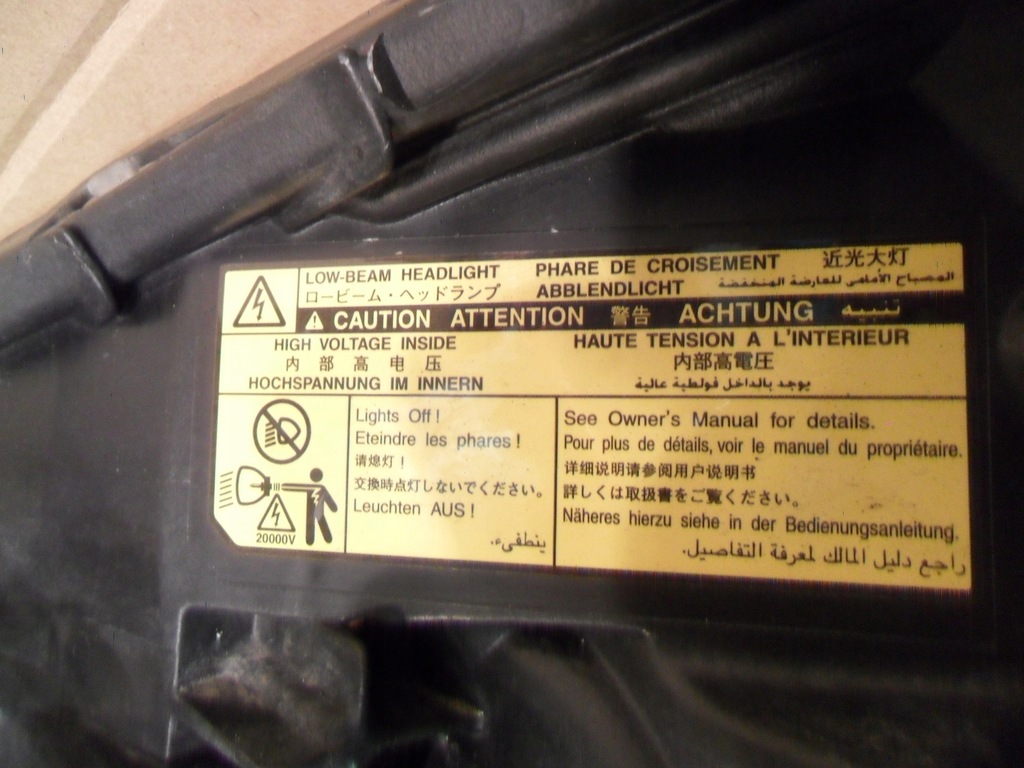 LOW-BEAM HEADLIGHT PHARE DE CROISEMENT 近光大灯
ロービーム・ヘッドランプ ABBLENDLICHT المصباح الأمامى للعارضة المنخفضة
CAUTION ATTENTION 警告 ACHTUNG تنبيه
HIGH VOLTAGE INSIDE
内部高电压
HOCHSPANNUNG IM INNERN
HAUTE TENSION A L'INTERIEUR
内部高電圧
يوجد بالداخل فولطية عالية
20000V
Lights Off !
Eteindre les phares !
请熄灯!
交換時点灯しないでください。
Leuchten AUS !
ينطفىء.
See Owner's Manual for details.
Pour plus de détails, voir le manuel du propriétaire.
详细说明请参阅用户说明书
詳しくは取扱書をご覧ください。
Näheres hierzu siehe in der Bedienungsanleitung.
راجع دليل المالك لمعرفة التفاصيل.